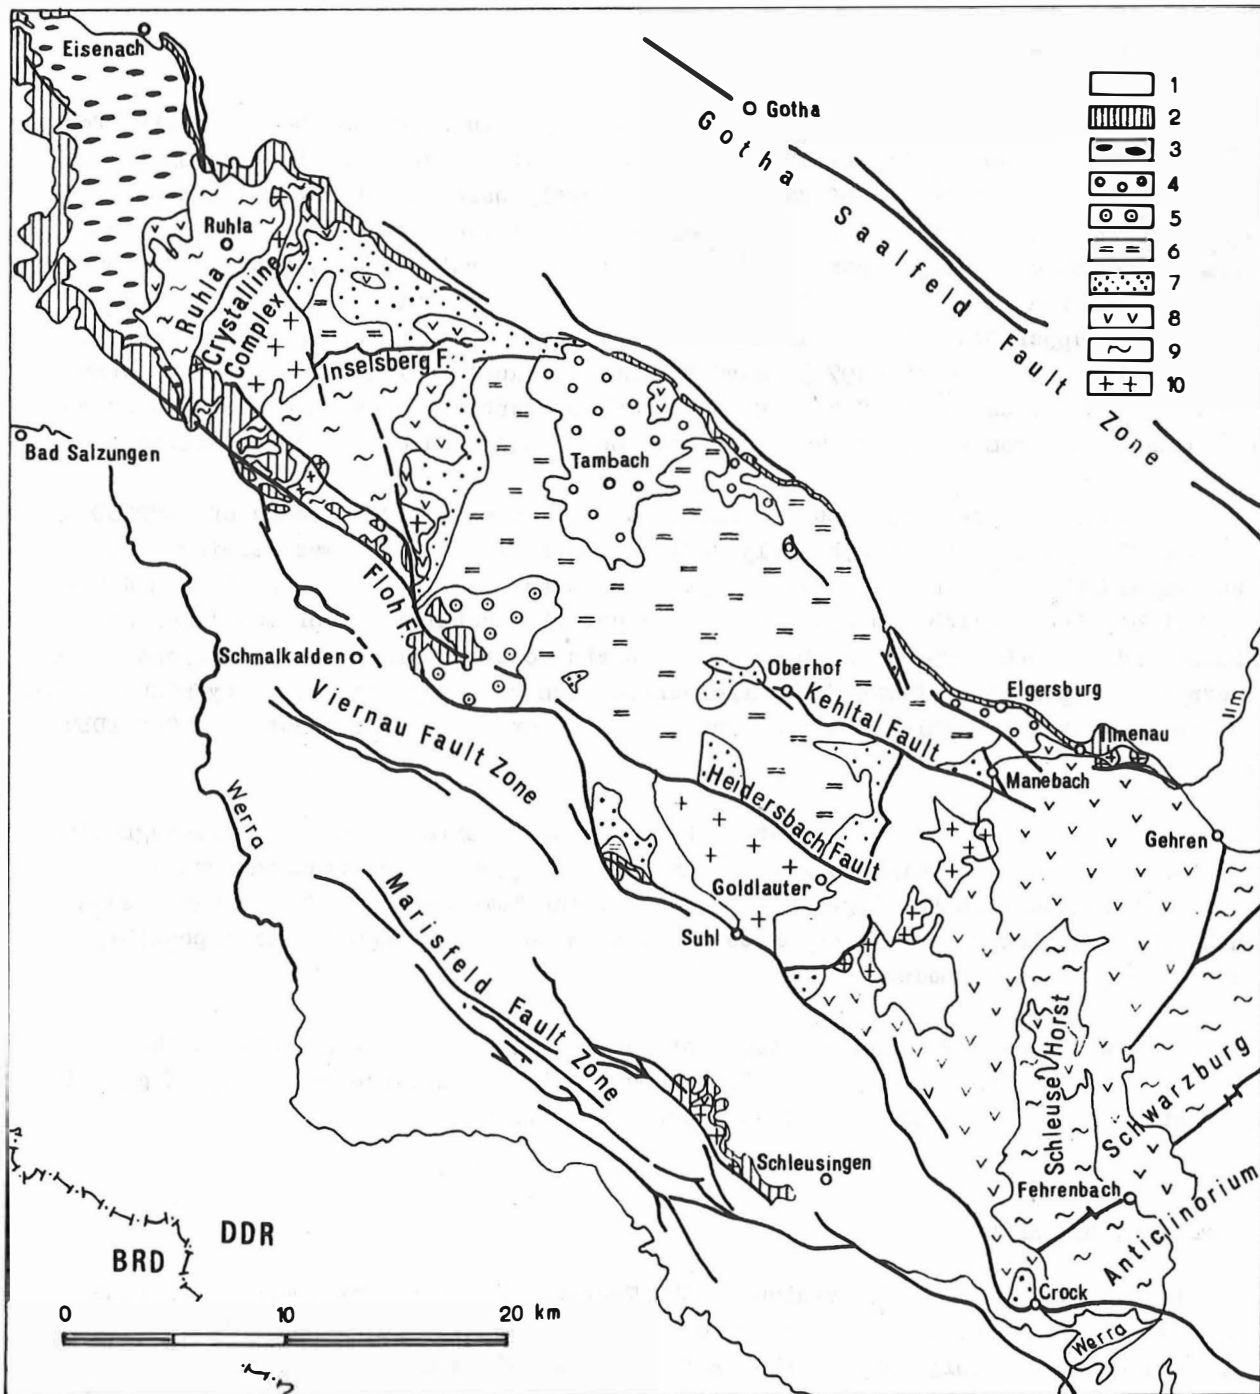 Eisenach
Gotha
Gotha Saalfeld Fault Zone
1
2
3
4
5
6
7
8
9
10
Ruhla
Ruhla
Crystalline
Complex
Inselsberg F.
Bad Salzungen
Tambach
Floh F.
Schmalkalden
Viernau Fault Zone
Oberhof
Kehltal Fault
Elgersburg
Ilm
Ilmenau
Manebach
Heidersbach Fault
Werra
Gehren
Goldlauter
Suhl
Marisfeld Fault Zone
Schleuse Horst
Schwarzburg
Anticlinorium
Schleusingen
Fehrenbach
DDR
BRD
Crock
Werra
0 10 20 km